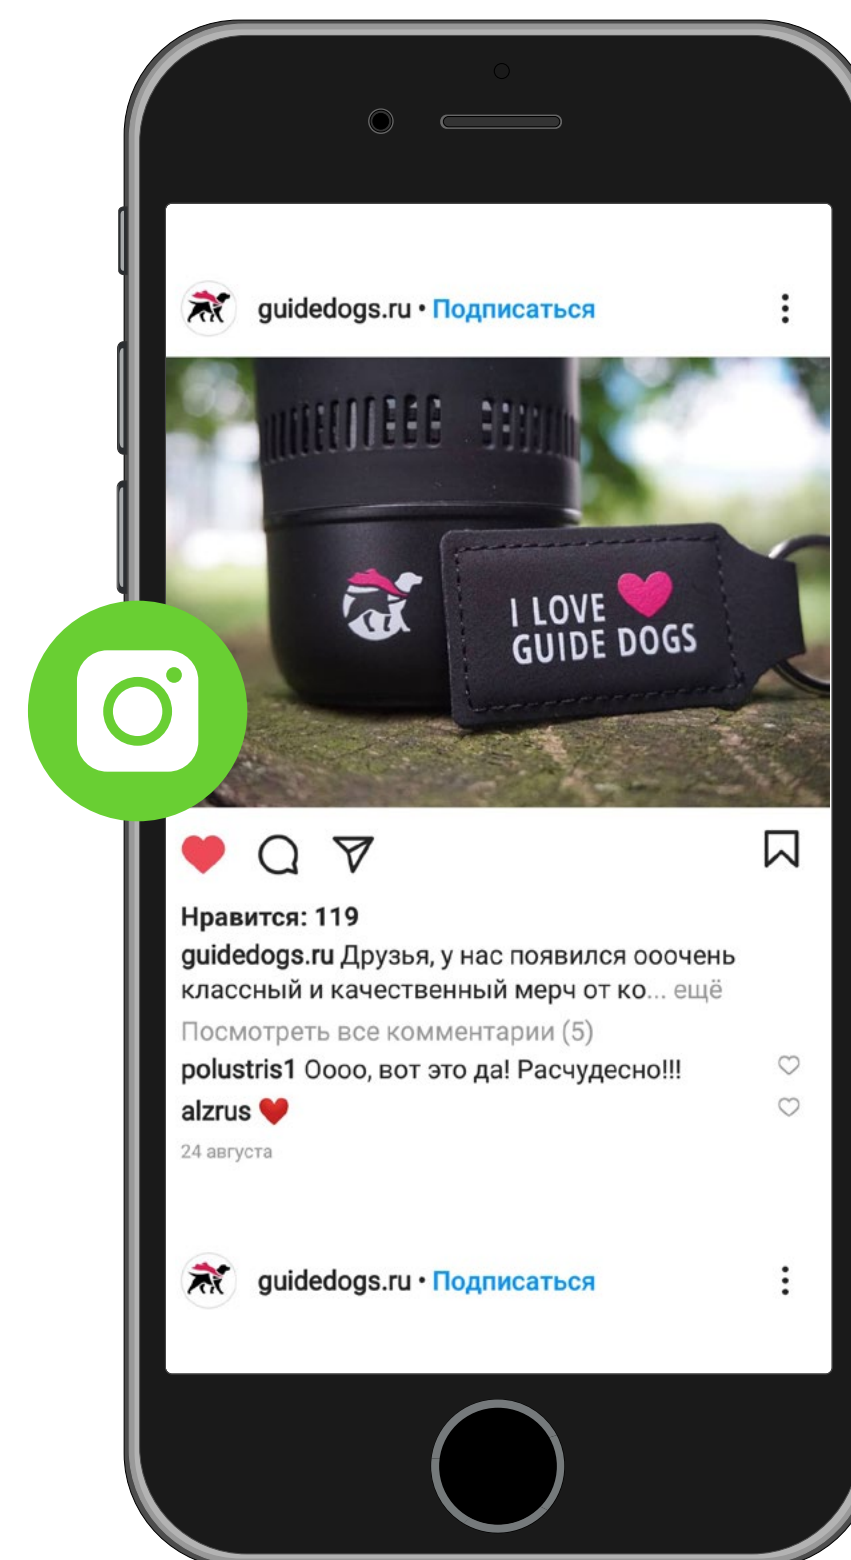 guidedogs.ru • Подписаться
I LOVE
GUIDE DOGS
Нравится: 119
guidedogs.ru Друзья, у нас появился ооочень
классный и качественный мерч от ко... ещё
Посмотреть все комментарии (5)
polustris1 Оооо, вот это да! Расчудесно!!!
alzrus ❤️
24 августа
guidedogs.ru • Подписаться